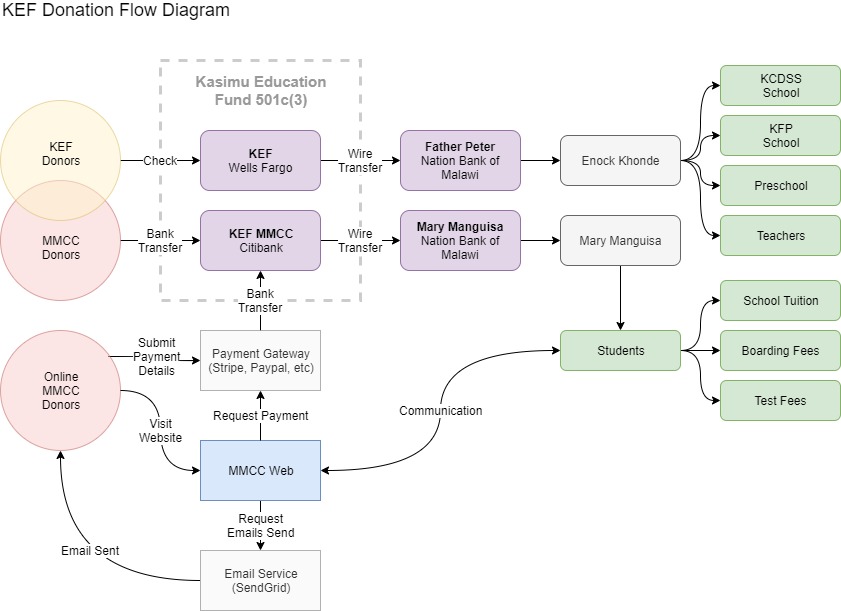 KEF Donation Flow Diagram
Kasimu Education
Fund 501c(3)
KEF
Donors
Check
KEF
Wells Fargo
Wire
Transfer
Father Peter
Nation Bank of
Malawi
Enock Khonde
KCDSS
School
KFP
School
Preschool
Teachers
MMCC
Donors
Bank
Transfer
KEF MMCC
Citibank
Wire
Transfer
Mary Manguisa
Nation Bank of
Malawi
Mary Manguisa
Bank
Transfer
Online
MMCC
Donors
Submit
Payment
Details
Payment Gateway
(Stripe, Paypal, etc)
Students
School Tuition
Boarding Fees
Test Fees
Visit
Website
Request Payment
Communication
MMCC Web
Request
Emails Send
Email Sent
Email Service
(SendGrid)